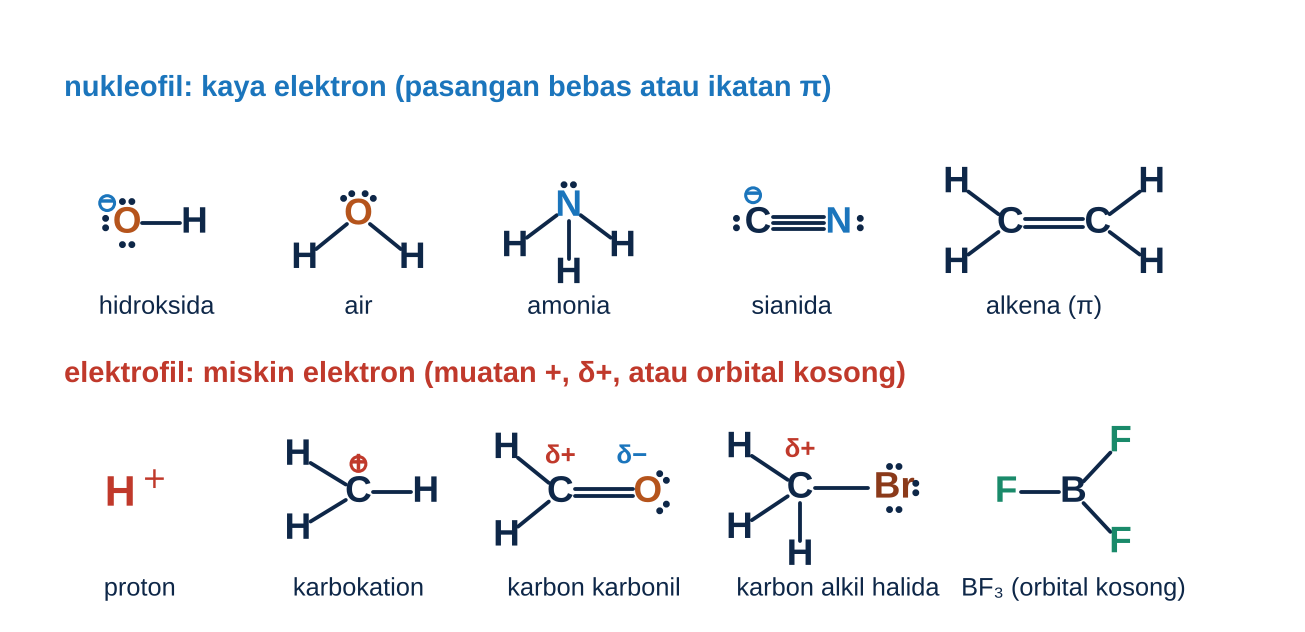 nukleofil: kaya elektron (pasangan bebas atau ikatan π)
⊖ O H
O H H
N H H H
⊖ C N
H H C C H H
hidroksida air amonia sianida alkena (π)
elektrofil: miskin elektron (muatan +, δ+, atau orbital kosong)
H +
H ⊕ C H H
H δ+ δ− C O H
H δ+ C Br H H
F B F F
proton karbokation karbon karbonil karbon alkil halida BF₃ (orbital kosong)